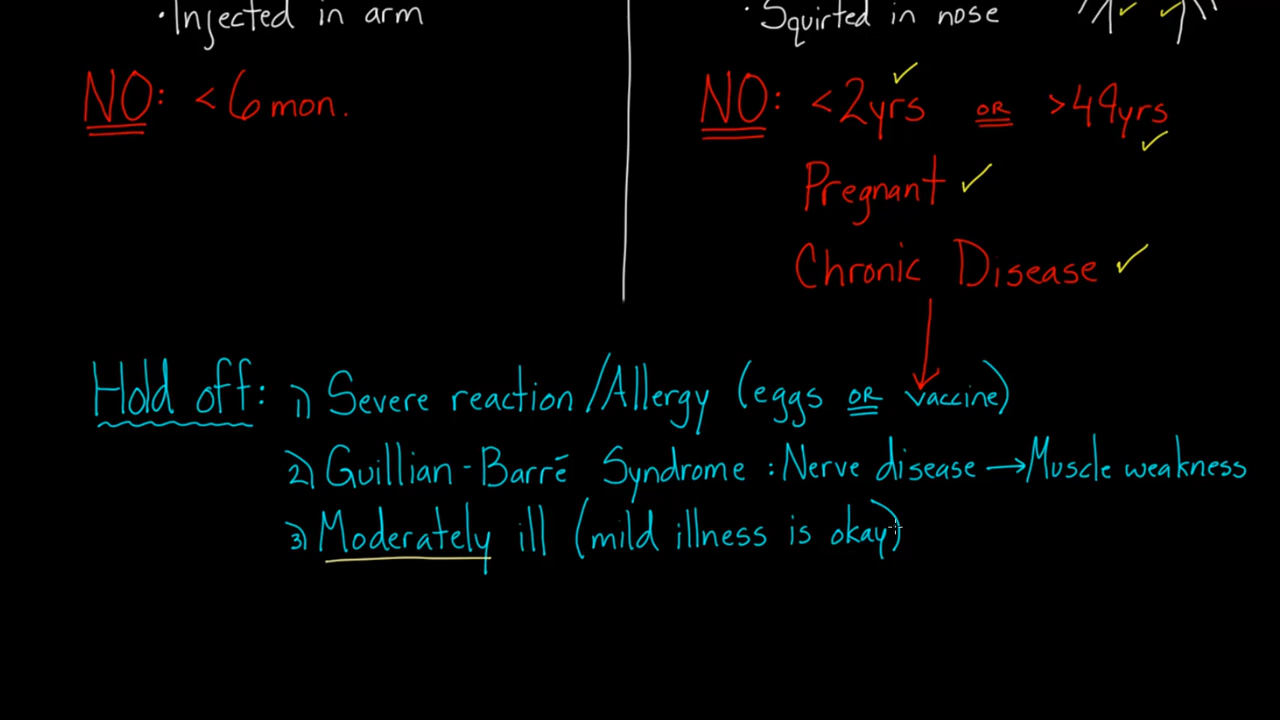 • Injected in arm
• Squirted in nose
NO: < 6 mon.
NO: < 2yrs OR > 49yrs
Pregnant
Chronic Disease
Hold off: 1) Severe reaction / Allergy (eggs OR vaccine)
2) Guillian - Barré Syndrome : Nerve disease → Muscle weakness
3) Moderately ill (mild illness is okay)